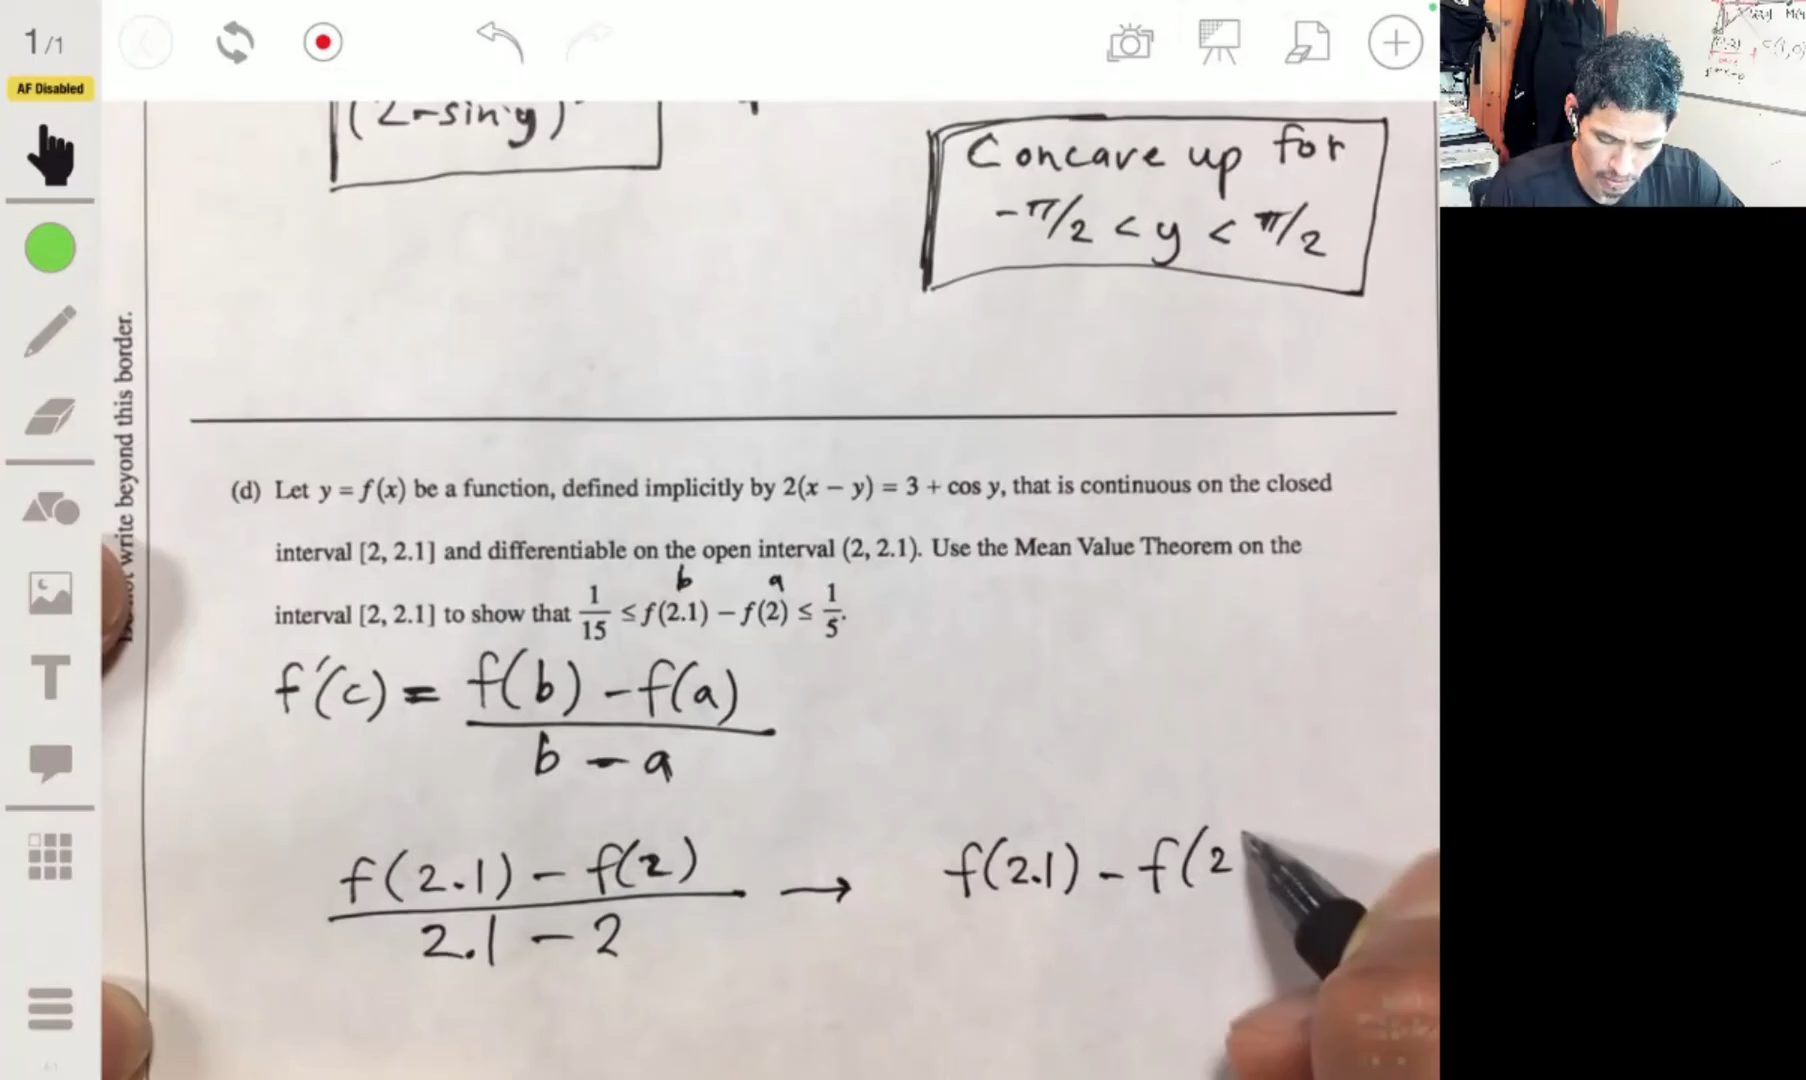 1/1
AF Disabled
(2-sin y)
Concave up for
-π/2 < y < π/2
not write beyond this border.
(d) Let y = f(x) be a function, defined implicitly by 2(x − y) = 3 + cos y, that is continuous on the closed
interval [2, 2.1] and differentiable on the open interval (2, 2.1). Use the Mean Value Theorem on the
b a
interval [2, 2.1] to show that 1/15 ≤ f(2.1) − f(2) ≤ 1/5.
f'(c) = f(b) - f(a)
b - a
f(2.1) - f(2) → f(2.1) - f(2
2.1 - 2
T